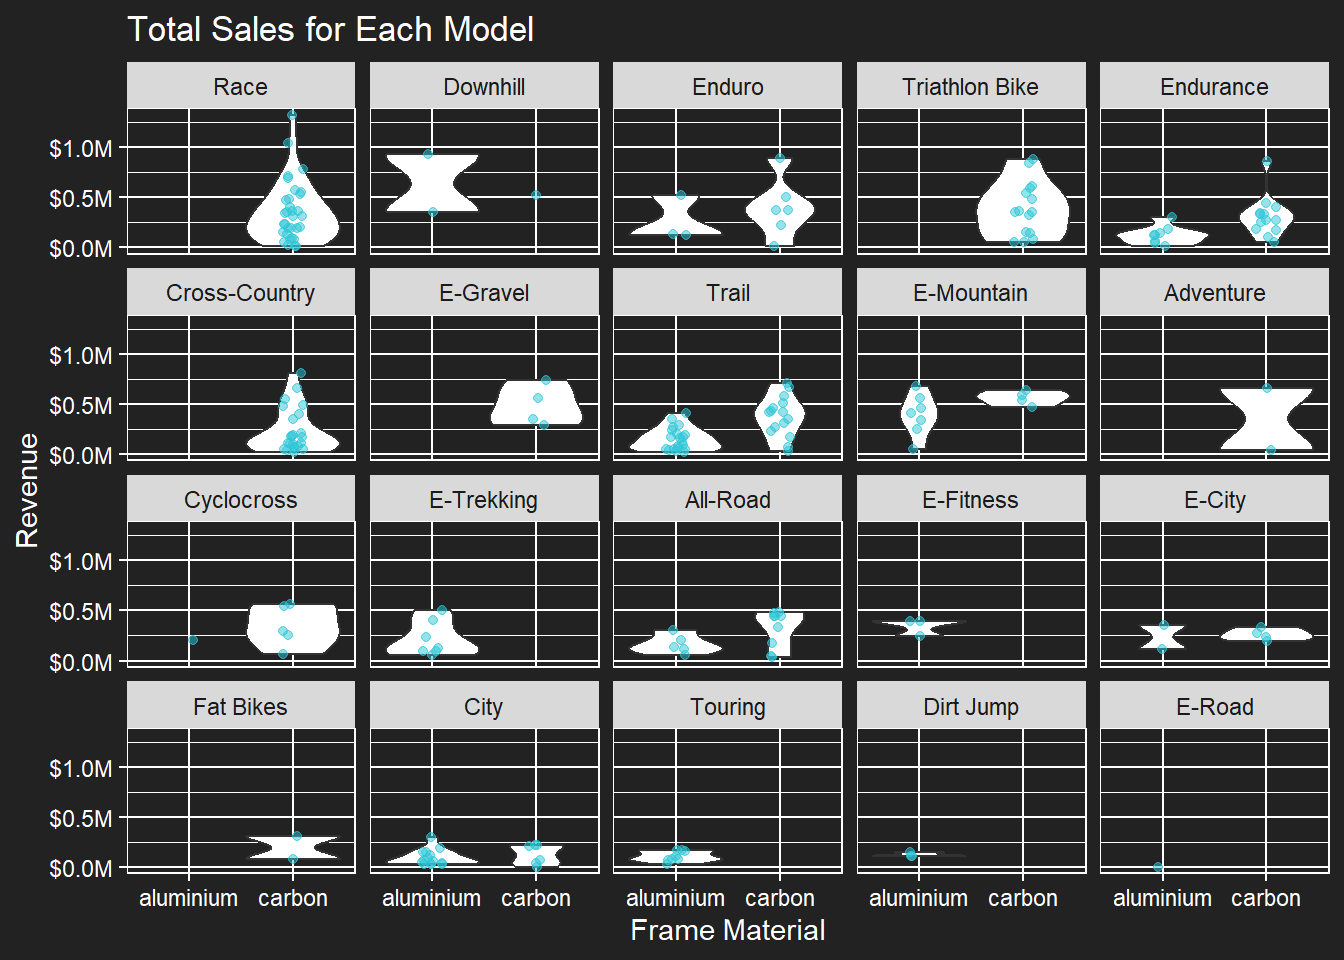 Total Sales for Each Model
Race Downhill Enduro Triathlon Bike Endurance
$1.0M
$0.5M
$0.0M
Cross-Country E-Gravel Trail E-Mountain Adventure
$1.0M
$0.5M
$0.0M
Revenue
Cyclocross E-Trekking All-Road E-Fitness E-City
$1.0M
$0.5M
$0.0M
Fat Bikes City Touring Dirt Jump E-Road
$1.0M
$0.5M
$0.0M
aluminium carbon aluminium carbon aluminium carbon aluminium carbon aluminium carbon
Frame Material